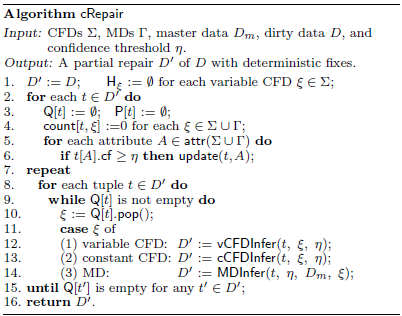 Algorithm cRepair
Input: CFDs Σ, MDs Γ, master data Dm, dirty data D, and
confidence threshold η.
Output: A partial repair D′ of D with deterministic fixes.
1. D′ := D; Hξ := ∅ for each variable CFD ξ ∈ Σ;
2. for each t ∈ D′ do
3. Q[t] := ∅; P[t] := ∅;
4. count[t, ξ] :=0 for each ξ ∈ Σ ∪ Γ;
5. for each attribute A ∈ attr(Σ ∪ Γ) do
6. if t[A].cf ≥ η then update(t, A);
7. repeat
8. for each tuple t ∈ D′ do
9. while Q[t] is not empty do
10. ξ := Q[t].pop();
11. case ξ of
12. (1) variable CFD: D′ := vCFDInfer(t, ξ, η);
13. (2) constant CFD: D′ := cCFDInfer(t, ξ, η);
14. (3) MD: D′ := MDInfer(t, η, Dm, ξ);
15. until Q[t′] is empty for any t′ ∈ D′;
16. return D′.